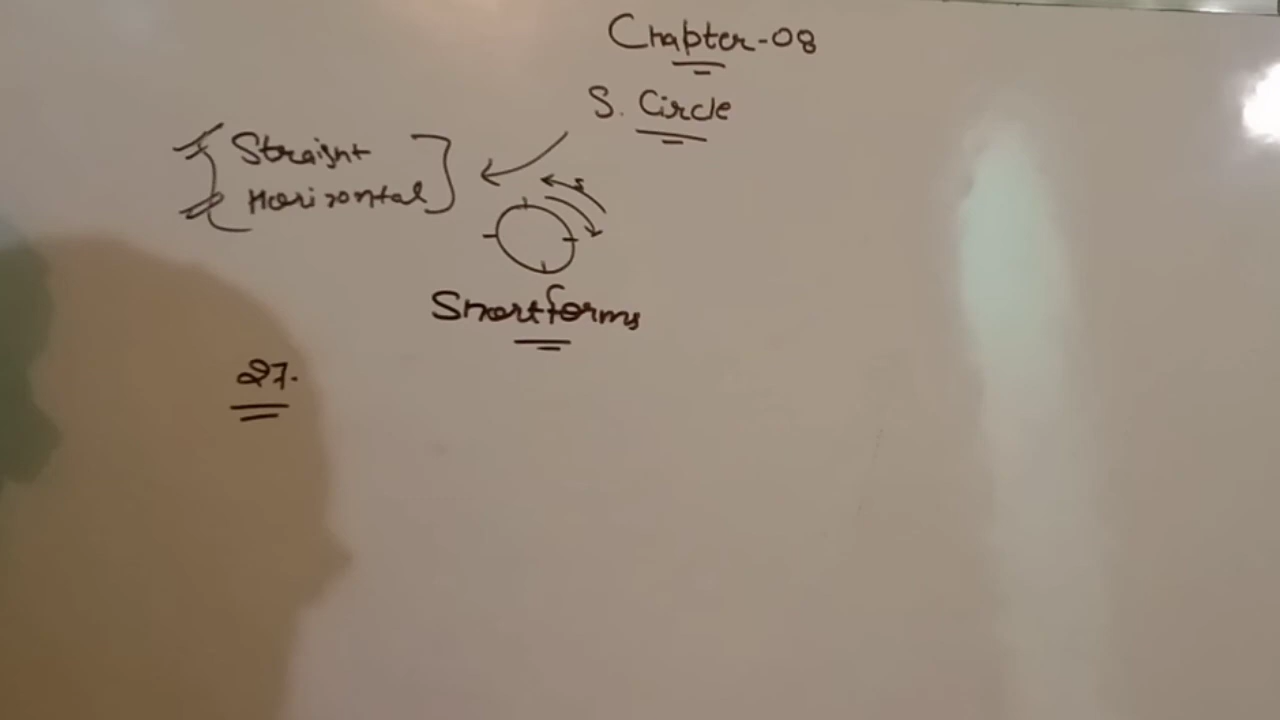 Chapter-08
S. Circle
Straight
Horizontal
s
Shortforms
27.